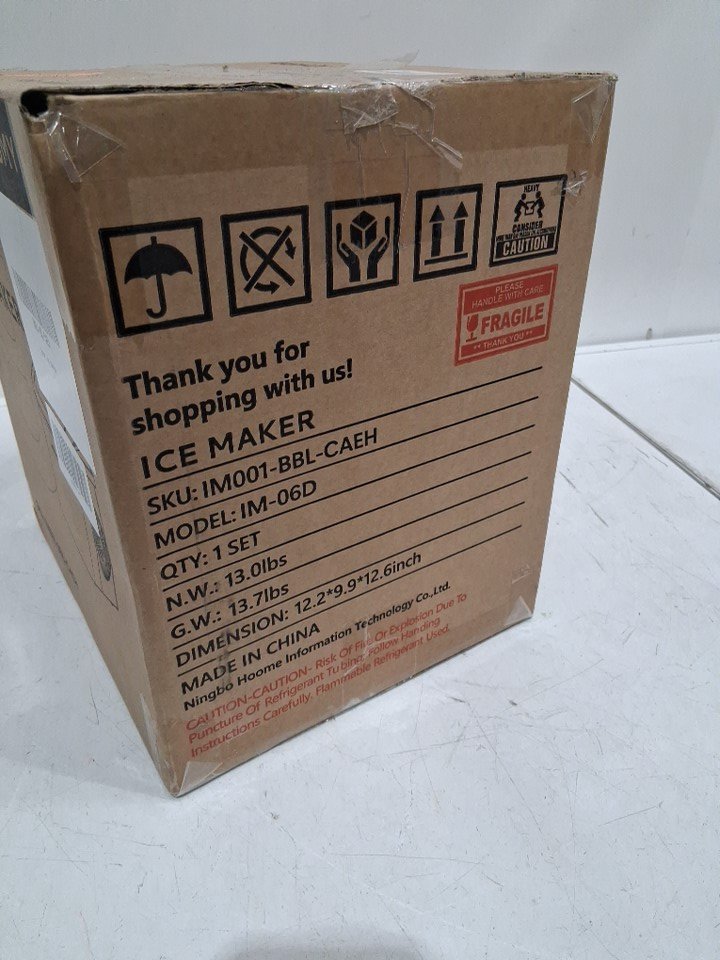 HEAVY
CONSIDER
CAUTION
PLEASE
HANDLE WITH CARE
FRAGILE
** THANK YOU **
Thank you for
shopping with us!
ICE MAKER
SKU: IM001-BBL-CAEH
MODEL: IM-06D
QTY: 1 SET
N.W.: 13.0lbs
G.W.: 13.7lbs
DIMENSION: 12.2*9.9*12.6inch
MADE IN CHINA
Ningbo Hoome Information Technology Co.,Ltd.
CAUTION-CAUTION- Risk Of Fire Or Explosion Due To
Puncture Of Refrigerant Tubing. Follow Handing
Instructions Carefully. Flammable Refrigerant Used.